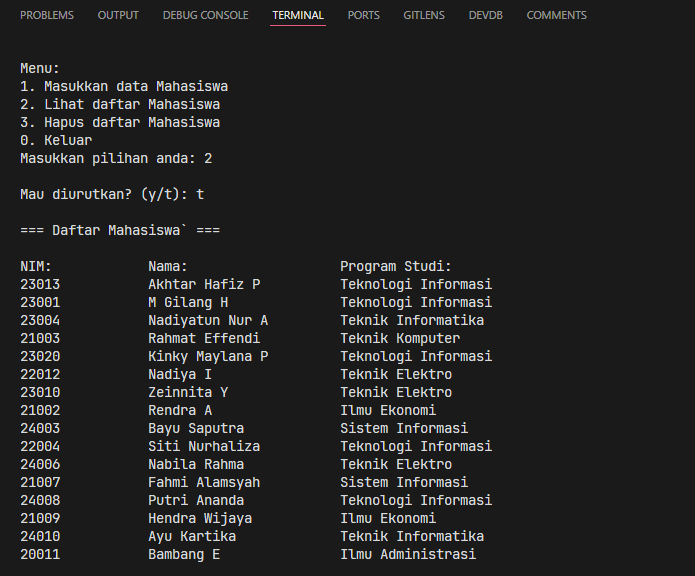 PROBLEMS OUTPUT DEBUG CONSOLE TERMINAL PORTS GITLENS DEVDB COMMENTS
Menu:
1. Masukkan data Mahasiswa
2. Lihat daftar Mahasiswa
3. Hapus daftar Mahasiswa
0. Keluar
Masukkan pilihan anda: 2
Mau diurutkan? (y/t): t
=== Daftar Mahasiswa` ===
NIM: Nama: Program Studi:
23013 Akhtar Hafiz P Teknologi Informasi
23001 M Gilang H Teknologi Informasi
23004 Nadiyatun Nur A Teknik Informatika
21003 Rahmat Effendi Teknik Komputer
23020 Kinky Maylana P Teknologi Informasi
22012 Nadiya I Teknik Elektro
23010 Zeinnita Y Teknik Elektro
21002 Rendra A Ilmu Ekonomi
24003 Bayu Saputra Sistem Informasi
22004 Siti Nurhaliza Teknologi Informasi
24006 Nabila Rahma Teknik Elektro
21007 Fahmi Alamsyah Sistem Informasi
24008 Putri Ananda Teknologi Informasi
21009 Hendra Wijaya Ilmu Ekonomi
24010 Ayu Kartika Teknik Informatika
20011 Bambang E Ilmu Administrasi